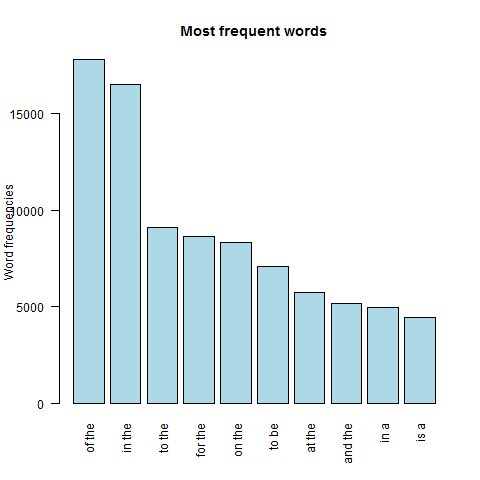 Most frequent words
Word frequencies
15000
10000
5000
0
of the
in the
to the
for the
on the
to be
at the
and the
in a
is a